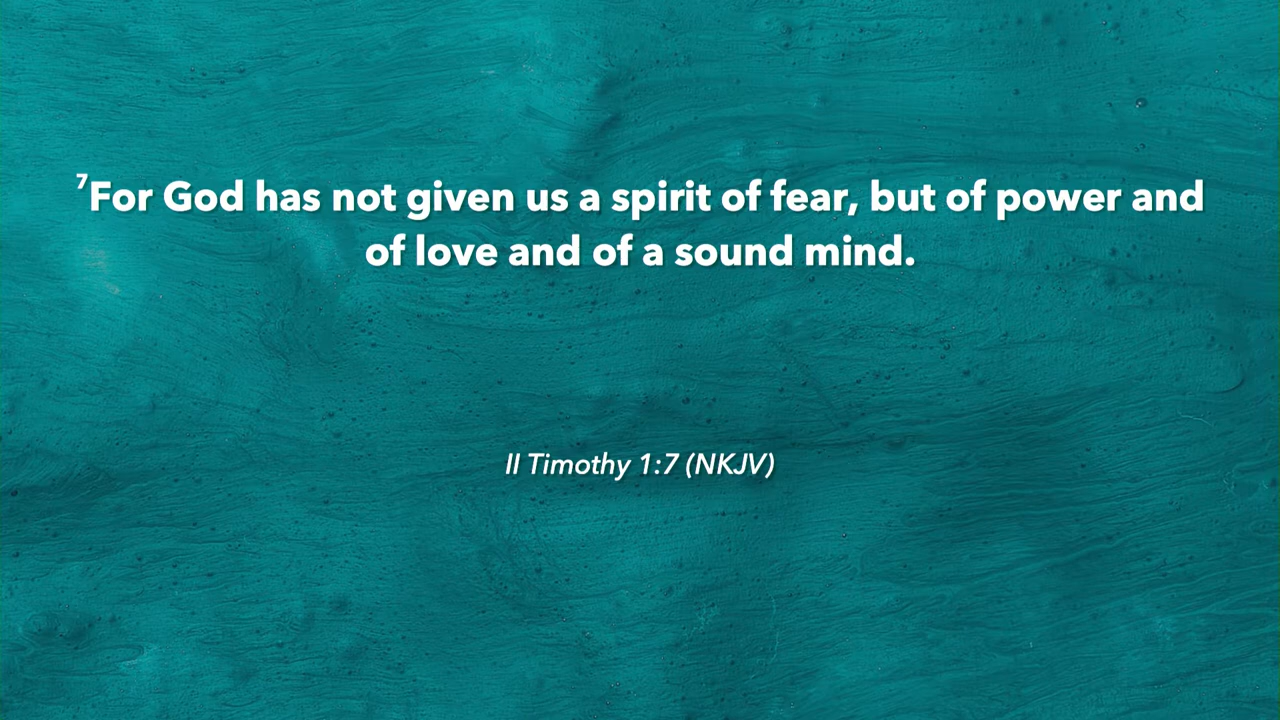 ⁷For God has not given us a spirit of fear, but of power and
of love and of a sound mind.
II Timothy 1:7 (NKJV)